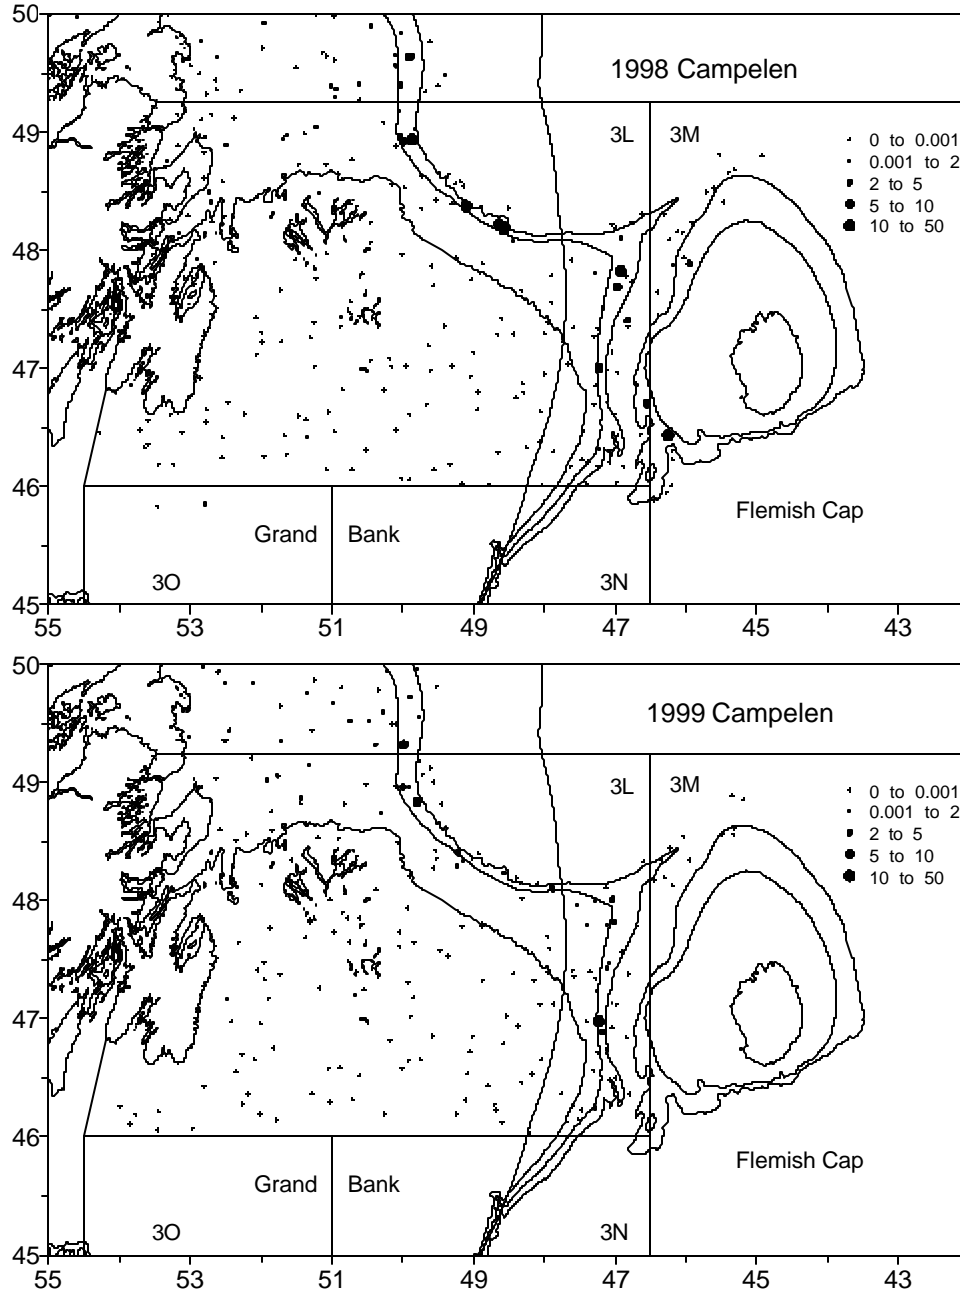 50
1998 Campelen
49
3L 3M
0 to 0.001
0.001 to 2
2 to 5
5 to 10
10 to 50
48
47
46
Flemish Cap
Grand Bank
3O 3N
45
55 53 51 49 47 45 43
50
1999 Campelen
49
3L 3M
0 to 0.001
0.001 to 2
2 to 5
5 to 10
10 to 50
48
47
46
Flemish Cap
Grand Bank
3O 3N
45
55 53 51 49 47 45 43